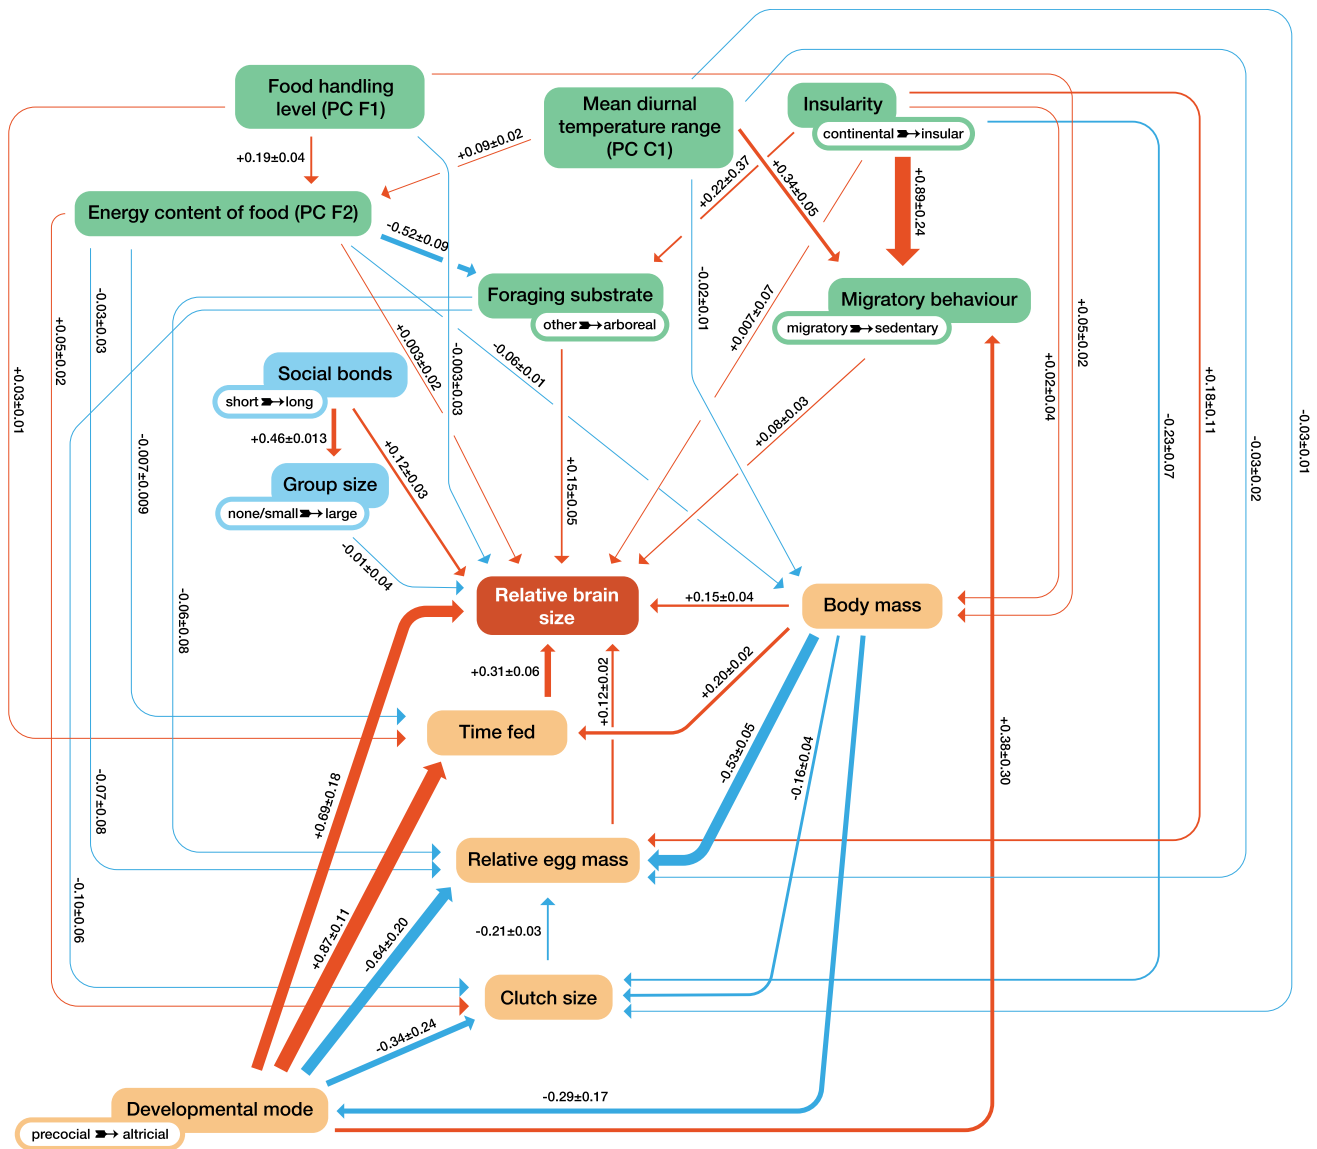 Food handling
level (PC F1)
Mean diurnal
temperature range
(PC C1)
Insularity
continental insular
+0.19±0.04
+0.09±0.02
+0.22±0.37
+0.34±0.05
+0.89±0.24
Energy content of food (PC F2)
-0.52±0.09
Foraging substrate
other arboreal
Migratory behaviour
migratory sedentary
-0.03±0.03
+0.05±0.02
+0.03±0.01
-0.02±0.01
+0.007±0.07
+0.05±0.02
+0.02±0.04
+0.003±0.02
-0.003±0.03
-0.06±0.01
Social bonds
short long
+0.46±0.013
+0.12±0.03
+0.08±0.03
+0.18±0.11
-0.23±0.07
-0.03±0.02
-0.03±0.01
Group size
none/small large
-0.007±0.009
+0.15±0.05
-0.01±0.04
Relative brain
size
+0.15±0.04
Body mass
-0.06±0.08
+0.31±0.06
+0.12±0.02
+0.20±0.02
Time fed
-0.53±0.05
-0.16±0.04
+0.38±0.30
-0.07±0.08
+0.69±0.18
Relative egg mass
-0.10±0.06
+0.87±0.11
-0.64±0.20
-0.21±0.03
Clutch size
-0.34±0.24
Developmental mode
precocial altricial
-0.29±0.17